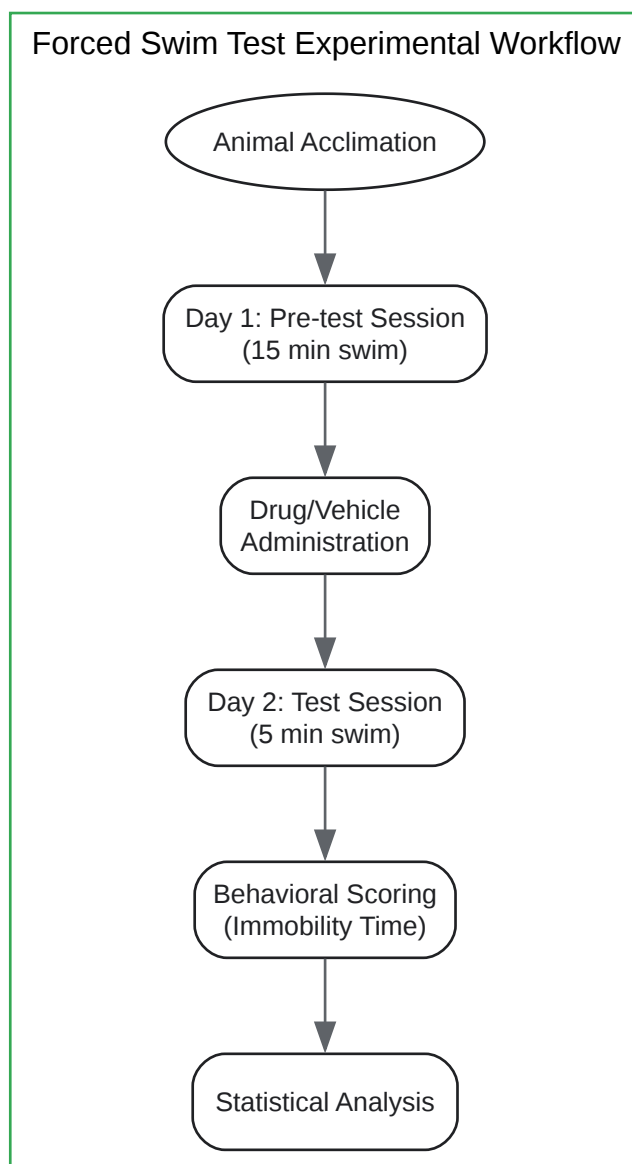 Forced Swim Test Experimental Workflow
Animal Acclimation
Day 1: Pre-test Session
(15 min swim)
Drug/Vehicle
Administration
Day 2: Test Session
(5 min swim)
Behavioral Scoring
(Immobility Time)
Statistical Analysis